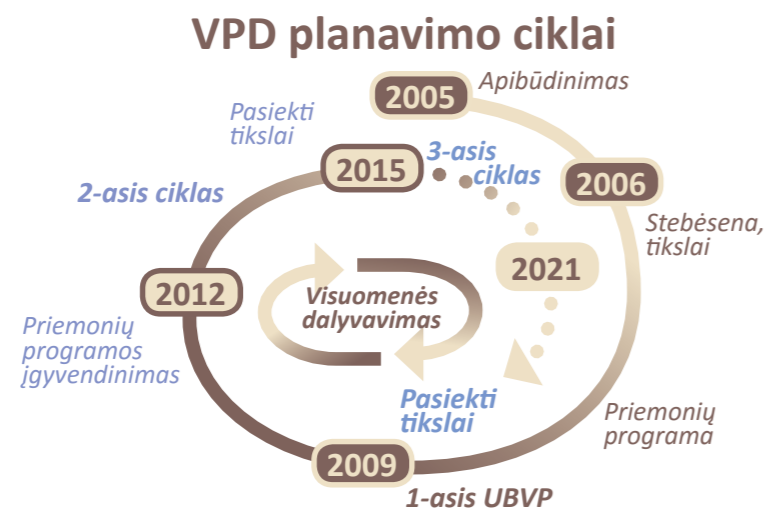 VPD planavimo ciklai
2005
Apibūdinimas
Pasiekti
tikslai
2015
3-asis
ciklas
2006
2-asis ciklas
Stebėsena,
tikslai
2021
2012
Visuomenės
dalyvavimas
Priemonių
programos
įgyvendinimas
Pasiekti
tikslai
Priemonių
programa
2009
1-asis UBVP